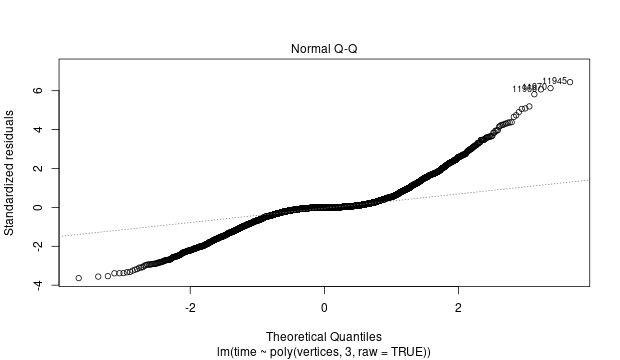 Normal Q-Q
Standardized residuals
6
4
2
0
-2
-4
11945
-2 0 2
Theoretical Quantiles
lm(time ~ poly(vertices, 3, raw = TRUE))